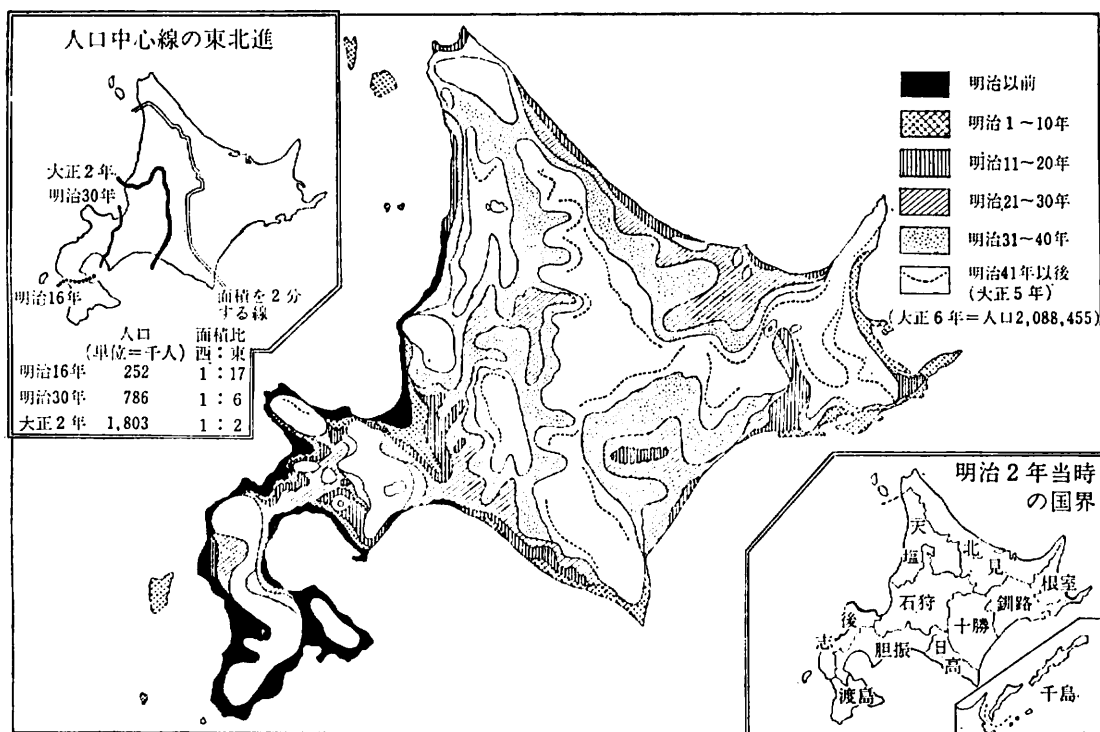 人口中心線の東北進
大正2年
明治30年
明治16年
面積を2分
する線
人口 面積比
(単位=千人) 西:東
明治16年 252 1:17
明治30年 786 1:6
大正2年 1,803 1:2
明治以前
明治1~10年
明治11~20年
明治21~30年
明治31~40年
明治41年以後
(大正5年)
(大正6年=人口2,088,455)
明治2年当時
の国界
天塩
北見
根室
石狩
釧路
十勝
後志
胆振
日高
渡島
千島